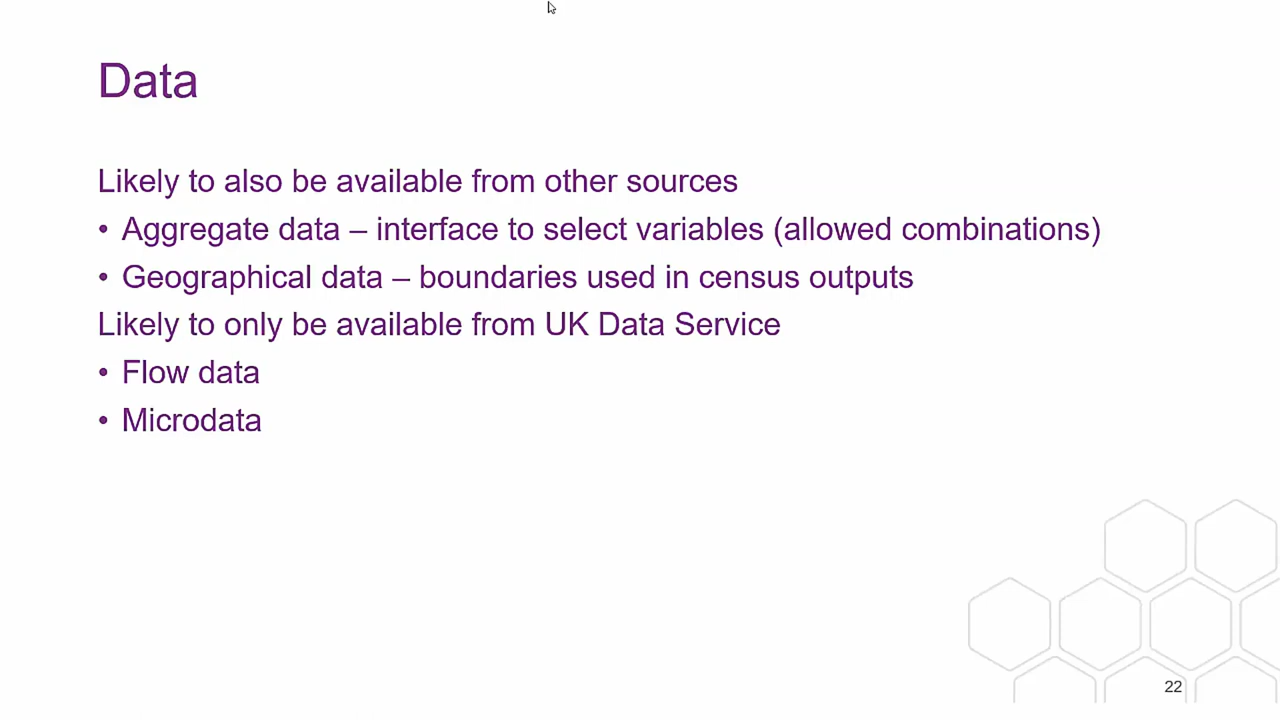 Data
Likely to also be available from other sources
• Aggregate data – interface to select variables (allowed combinations)
• Geographical data – boundaries used in census outputs
Likely to only be available from UK Data Service
• Flow data
• Microdata
22